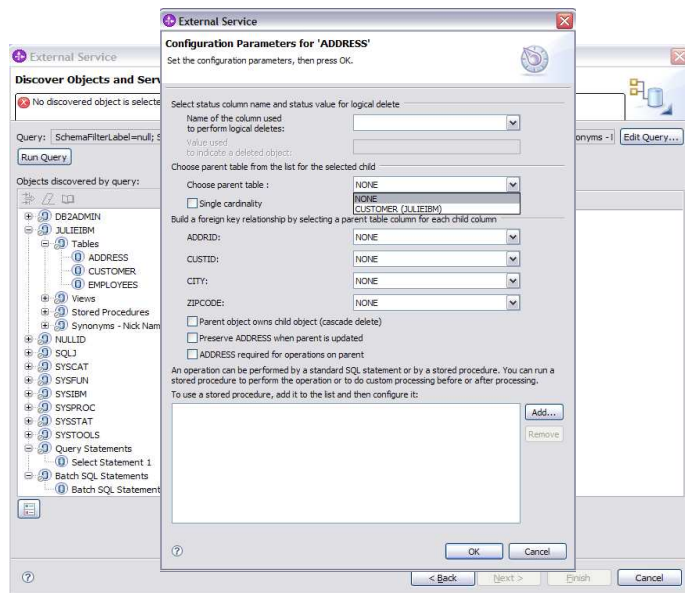 External Service
Discover Objects and Serv
No discovered object is selecte
Query: SchemaFilterLabel=null; S
onyms - I
Edit Query...
Run Query
Objects discovered by query:
DB2ADMIN
JULIEIBM
Tables
ADDRESS
CUSTOMER
EMPLOYEES
Views
Stored Procedures
Synonyms - Nick Nam
NULLID
SQLJ
SYSCAT
SYSFUN
SYSIBM
SYSPROC
SYSSTAT
SYSTOOLS
Query Statements
Select Statement 1
Batch SQL Statements
Batch SQL Statement
External Service
Configuration Parameters for 'ADDRESS'
Set the configuration parameters, then press OK.
Select status column name and status value for logical delete
Name of the column used
to perform logical deletes:
Value used
to indicate a deleted object:
Choose parent table from the list for the selected child
Choose parent table : NONE
NONE
CUSTOMER (JULIEIBM)
Single cardinality
Build a foreign key relationship by selecting a parent table column for each child column
ADDRID: NONE
CUSTID: NONE
CITY: NONE
ZIPCODE: NONE
Parent object owns child object (cascade delete)
Preserve ADDRESS when parent is updated
ADDRESS required for operations on parent
An operation can be performed by a standard SQL statement or by a stored procedure. You can run a
stored procedure to perform the operation or to do custom processing before or after processing.
To use a stored procedure, add it to the list and then configure it:
Add...
Remove
OK Cancel
< Back Next > Finish Cancel